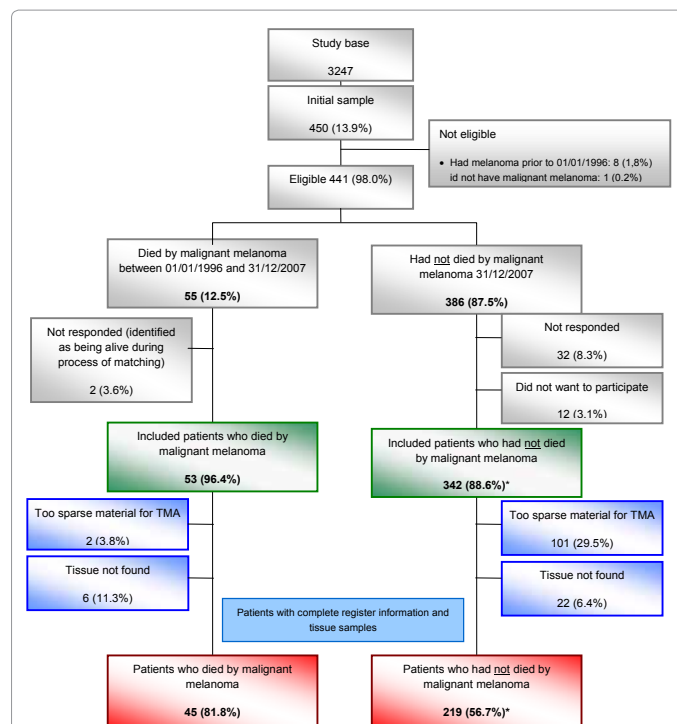 Study base
3247
Initial sample
450 (13.9%)
Not eligible
• Had melanoma prior to 01/01/1996: 8 (1,8%)
id not have malignant melanoma: 1 (0.2%)
Eligible 441 (98.0%)
Died by malignant melanoma
between 01/01/1996 and 31/12/2007
55 (12.5%)
Had not died by malignant
melanoma 31/12/2007
386 (87.5%)
Not responded (identified
as being alive during
process of matching)
2 (3.6%)
Not responded
32 (8.3%)
Did not want to participate
12 (3.1%)
Included patients who died by
malignant melanoma
53 (96.4%)
Included patients who had not died
by malignant melanoma
342 (88.6%)*
Too sparse material for TMA
2 (3.8%)
Too sparse material for TMA
101 (29.5%)
Tissue not found
6 (11.3%)
Tissue not found
22 (6.4%)
Patients with complete register information and
tissue samples
Patients who died by malignant
melanoma
45 (81.8%)
Patients who had not died by
malignant melanoma
219 (56.7%)*